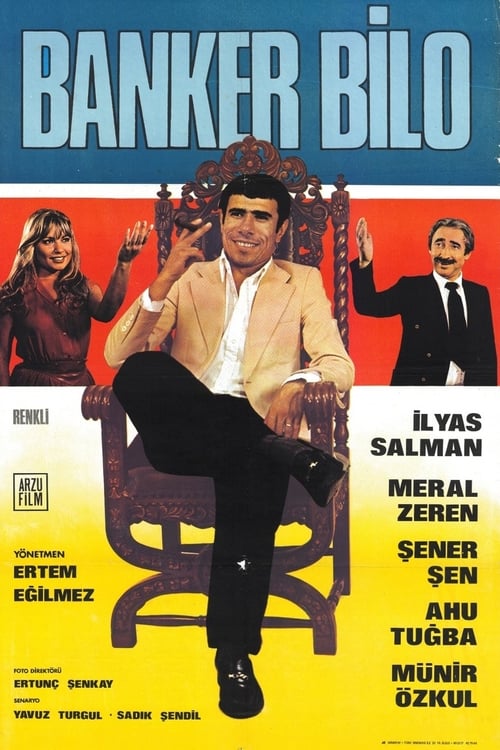 BANKER BİLO
RENKLİ
ARZU
FİLM
YÖNETMEN
ERTEM
EĞİLMEZ
FOTO DİREKTÖRÜ
ERTUNÇ ŞENKAY
SENARYO
YAVUZ TURGUL · SADIK ŞENDİL
İLYAS
SALMAN
MERAL
ZEREN
ŞENER
ŞEN
AHU
TUĞBA
MÜNİR
ÖZKUL